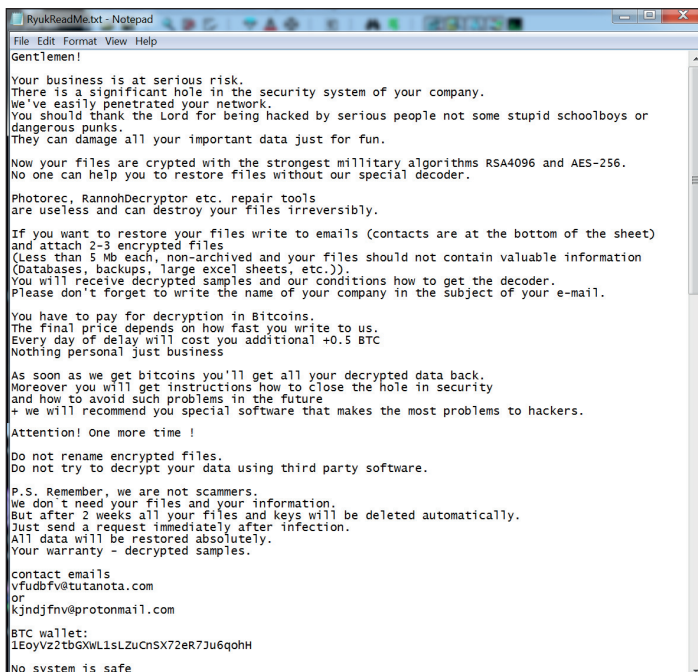 RyukReadMe.txt - Notepad
File Edit Format View Help
Gentlemen!
Your business is at serious risk.
There is a significant hole in the security system of your company.
We've easily penetrated your network.
You should thank the Lord for being hacked by serious people not some stupid schoolboys or
dangerous punks.
They can damage all your important data just for fun.
Now your files are crypted with the strongest millitary algorithms RSA4096 and AES-256.
No one can help you to restore files without our special decoder.
Photorec, RannohDecryptor etc. repair tools
are useless and can destroy your files irreversibly.
If you want to restore your files write to emails (contacts are at the bottom of the sheet)
and attach 2-3 encrypted files
(Less than 5 Mb each, non-archived and your files should not contain valuable information
(Databases, backups, large excel sheets, etc.)).
You will receive decrypted samples and our conditions how to get the decoder.
Please don't forget to write the name of your company in the subject of your e-mail.
You have to pay for decryption in Bitcoins.
The final price depends on how fast you write to us.
Every day of delay will cost you additional +0.5 BTC
Nothing personal just business
As soon as we get bitcoins you'll get all your decrypted data back.
Moreover you will get instructions how to close the hole in security
and how to avoid such problems in the future
+ we will recommend you special software that makes the most problems to hackers.
Attention! One more time !
Do not rename encrypted files.
Do not try to decrypt your data using third party software.
P.S. Remember, we are not scammers.
We don`t need your files and your information.
But after 2 weeks all your files and keys will be deleted automatically.
Just send a request immediately after infection.
All data will be restored absolutely.
Your warranty - decrypted samples.
contact emails
vfudbfv@tutanota.com
or
kjndjfnv@protonmail.com
BTC wallet:
1EoyVz2tbGXWL1sLZuCnSX72eR7Ju6qohH
No system is safe